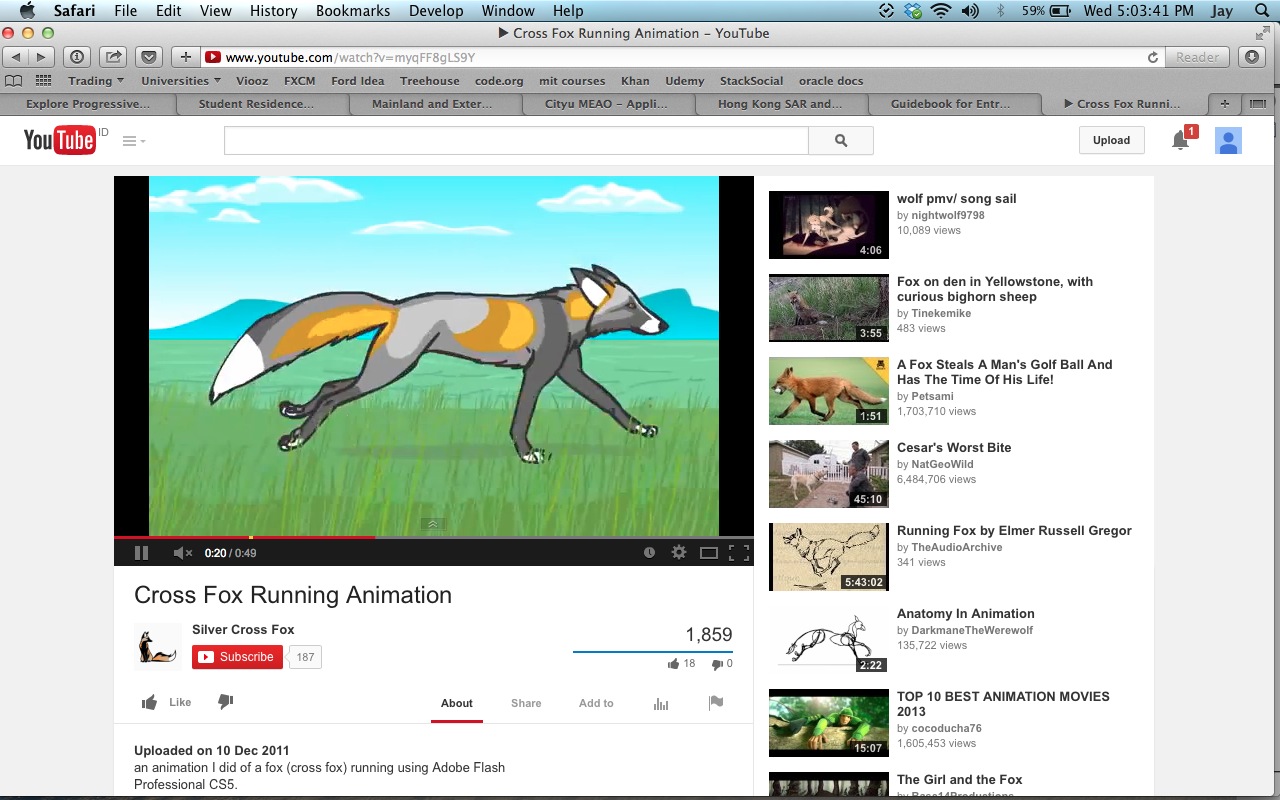 Safari File Edit View History Bookmarks Develop Window Help 59% Wed 5:03:41 PM Jay
Cross Fox Running Animation – YouTube
www.youtube.com/watch?v=myqFF8gLS9Y Reader
Trading Universities Viooz FXCM Ford Idea Treehouse Code.org mit courses Khan Udemy StackSocial oracle docs
Explore Progressive... Student Residence... Mainland and Exter... Cityu MEAO – Appli... Hong Kong SAR and... Guidebook for Entr... Cross Fox Runni...
YouTube ID Upload 1
0:20 / 0:49
Cross Fox Running Animation
Silver Cross Fox
Subscribe 187
1,859
18 0
Like About Share Add to
Uploaded on 10 Dec 2011
an animation I did of a fox (cross fox) running using Adobe Flash
Professional CS5.
wolf pmv/ song sail
by nightwolf9798
10,089 views
4:06
Fox on den in Yellowstone, with
curious bighorn sheep
by Tinekemike
483 views
3:55
A Fox Steals A Man's Golf Ball And
Has The Time Of His Life!
by Petsami
1,703,710 views
1:51
Cesar's Worst Bite
by NatGeoWild
6,484,706 views
45:10
Running Fox by Elmer Russell Gregor
by TheAudioArchive
341 views
5:43:02
Anatomy In Animation
by DarkmaneTheWerewolf
135,722 views
2:22
TOP 10 BEST ANIMATION MOVIES
2013
by cocoducha76
1,605,453 views
15:07
The Girl and the Fox
by Base14Productions